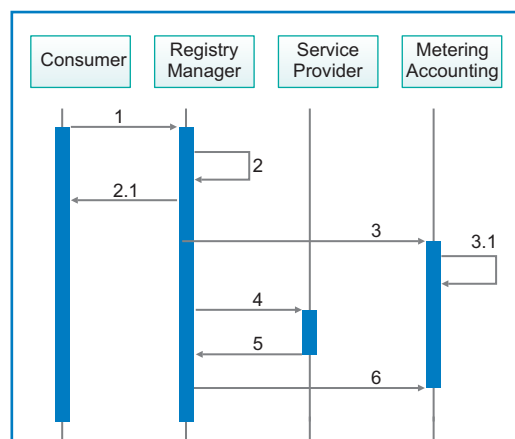 Consumer
Registry
Manager
Service
Provider
Metering
Accounting
1
2
2.1
3
3.1
4
5
6